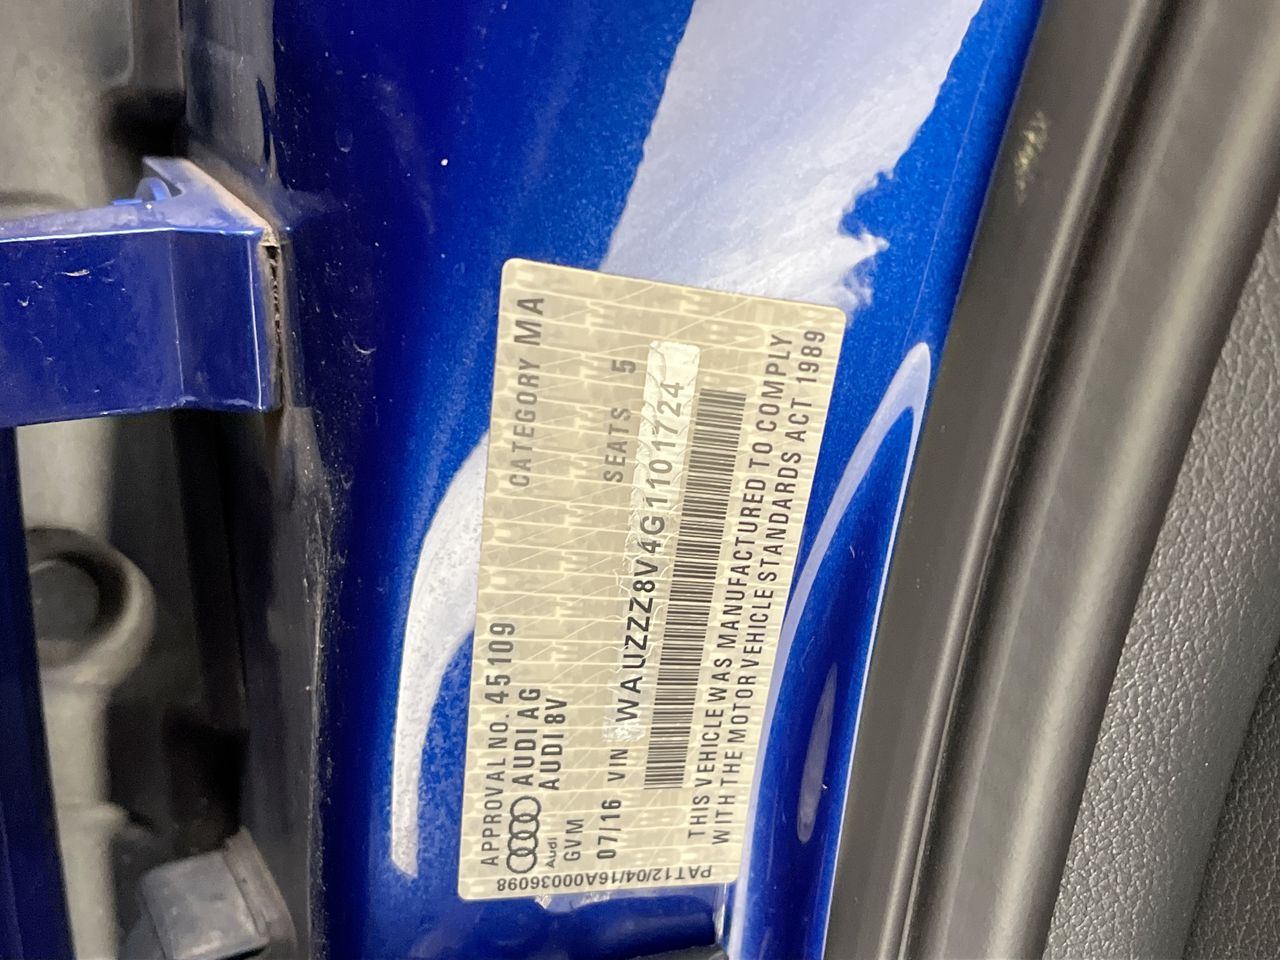 APPROVAL NO. 45109 CATEGORY MA
Audi AUDI AG
AUDI 8V
GVM SEATS 5
07/16 VIN WAUZZZ8V4G1101724
THIS VEHICLE WAS MANUFACTURED TO COMPLY
WITH THE MOTOR VEHICLE STANDARDS ACT 1989
PAT12/04/16A00036098